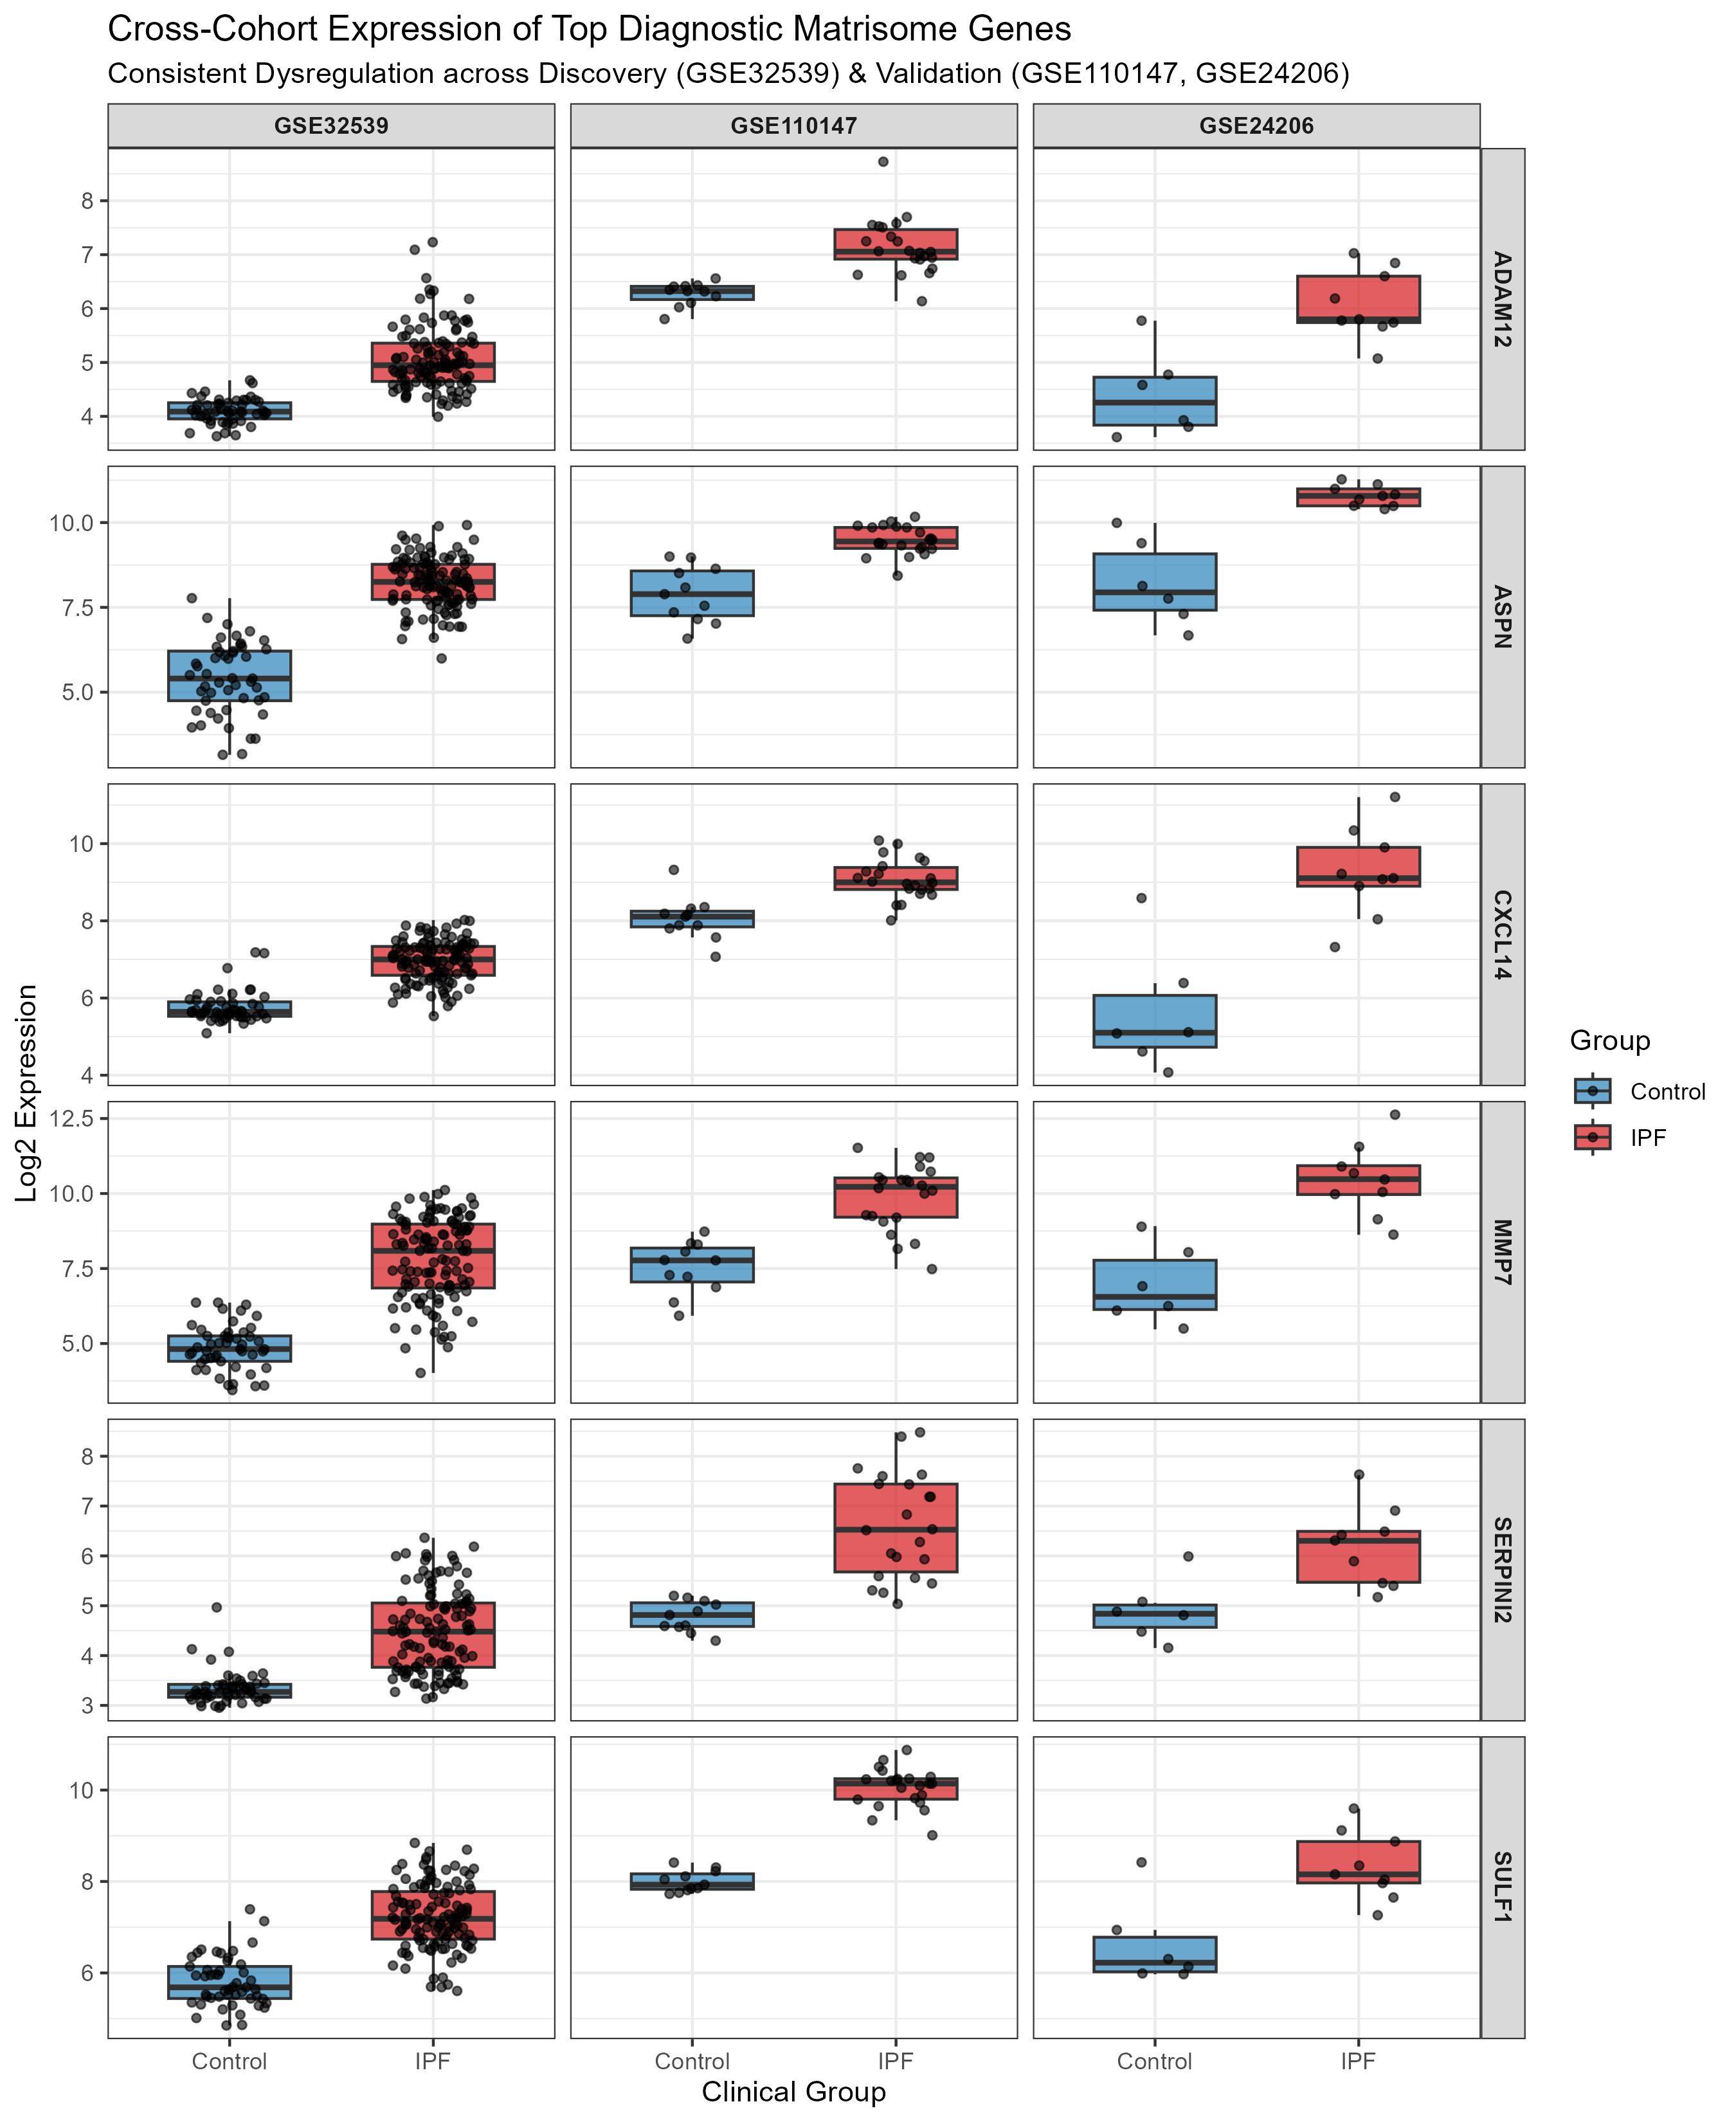 Cross-Cohort Expression of Top Diagnostic Matrisome Genes
Consistent Dysregulation across Discovery (GSE32539) & Validation (GSE110147, GSE24206)
GSE32539
GSE110147
GSE24206
8
7
6
5
4
ADAM12
10.0
7.5
5.0
ASPN
10
8
6
4
CXCL14
12.5
10.0
7.5
5.0
MMP7
8
7
6
5
4
3
SERPINI2
10
8
6
SULF1
Log2 Expression
Control
IPF
Control
IPF
Control
IPF
Clinical Group
Group
Control
IPF